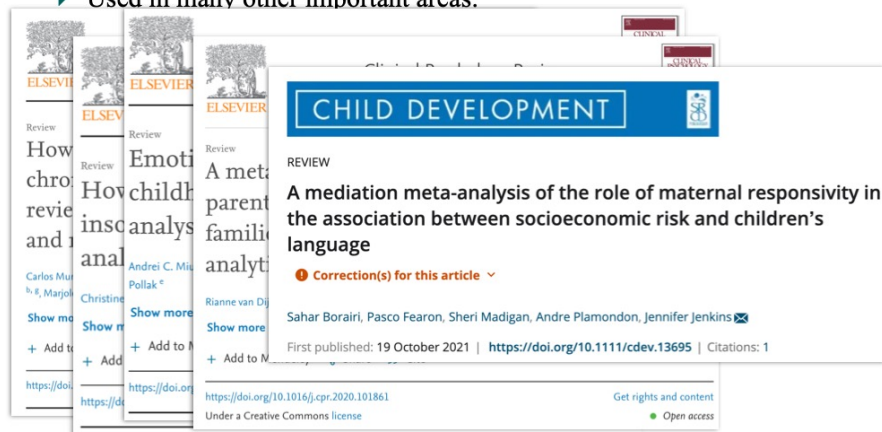 Used in many other important areas.
ELSEVIER
Review
How
chro
revie
and
Carlos Mu
b, g, Marjol
Show mo
+ Add to
https://doi.
ELSEV
Review
How
inso
anal
Christine
Show m
+ Add
https://do
ELSEVIER
Review
Emoti
childh
analys
Andrei C. Miu
Pollak e
Show more
+ Add to M
https://doi.org
ELSEVIER
Review
A meta
parent
famili
analyti
Rianne van Dij
Show more
+ Add to M
https://doi.org/10.1016/j.cpr.2020.101861
Get rights and content
Under a Creative Commons license
Open access
CLINICAL
CHILD DEVELOPMENT
REVIEW
A mediation meta-analysis of the role of maternal responsivity in
the association between socioeconomic risk and children's
language
Correction(s) for this article
Sahar Borairi, Pasco Fearon, Sheri Madigan, Andre Plamondon, Jennifer Jenkins
First published: 19 October 2021 | https://doi.org/10.1111/cdev.13695 | Citations: 1